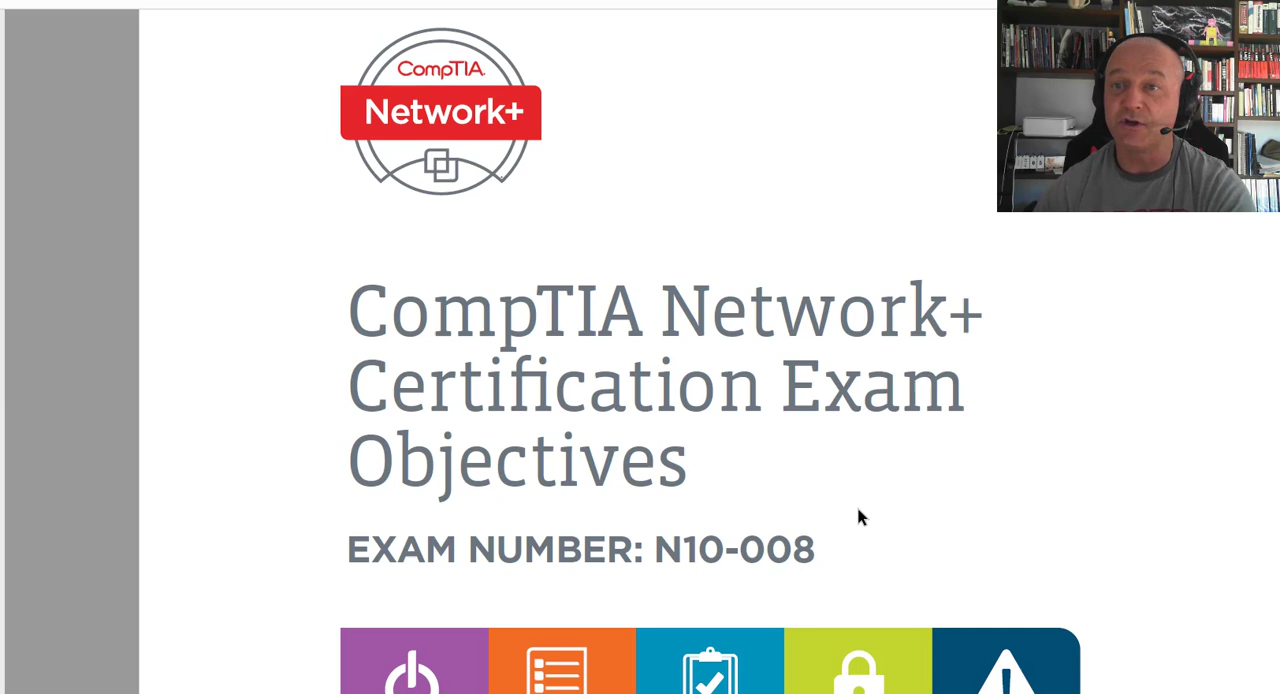 CompTIA.
Network+
CompTIA Network+
Certification Exam
Objectives
EXAM NUMBER: N10-008